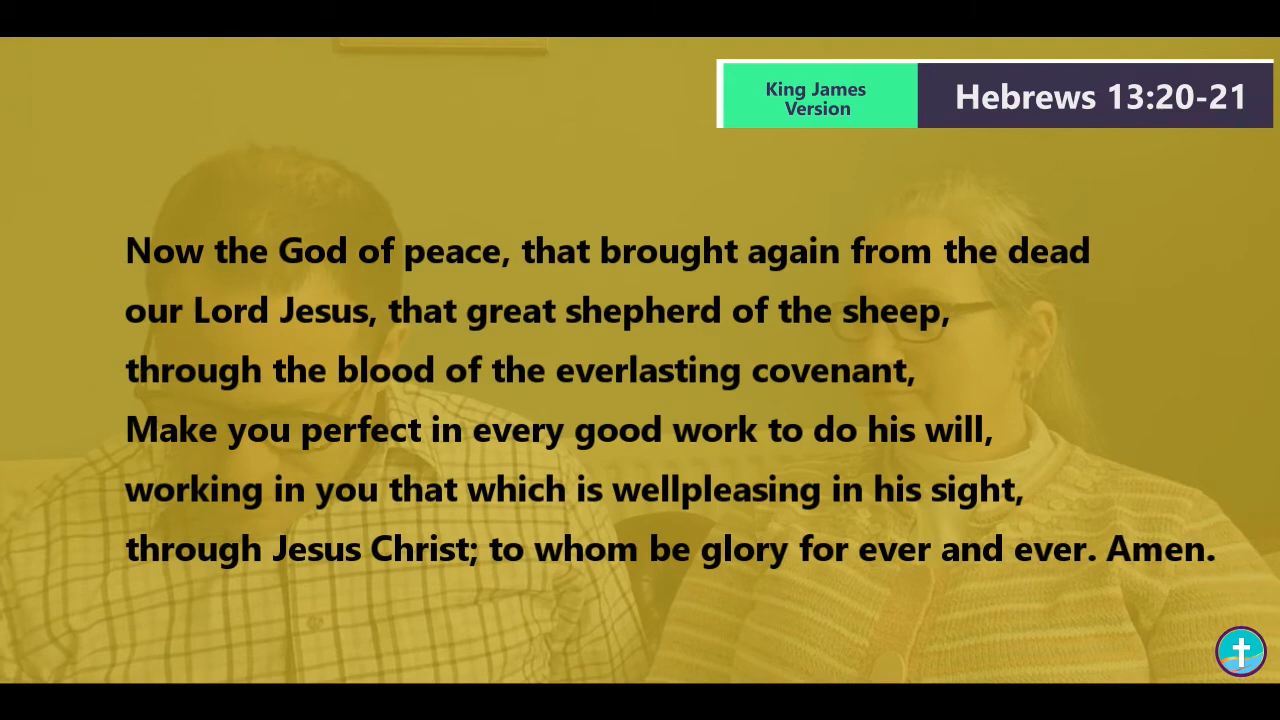 King James
Version
Hebrews 13:20-21
Now the God of peace, that brought again from the dead
our Lord Jesus, that great shepherd of the sheep,
through the blood of the everlasting covenant,
Make you perfect in every good work to do his will,
working in you that which is wellpleasing in his sight,
through Jesus Christ; to whom be glory for ever and ever. Amen.